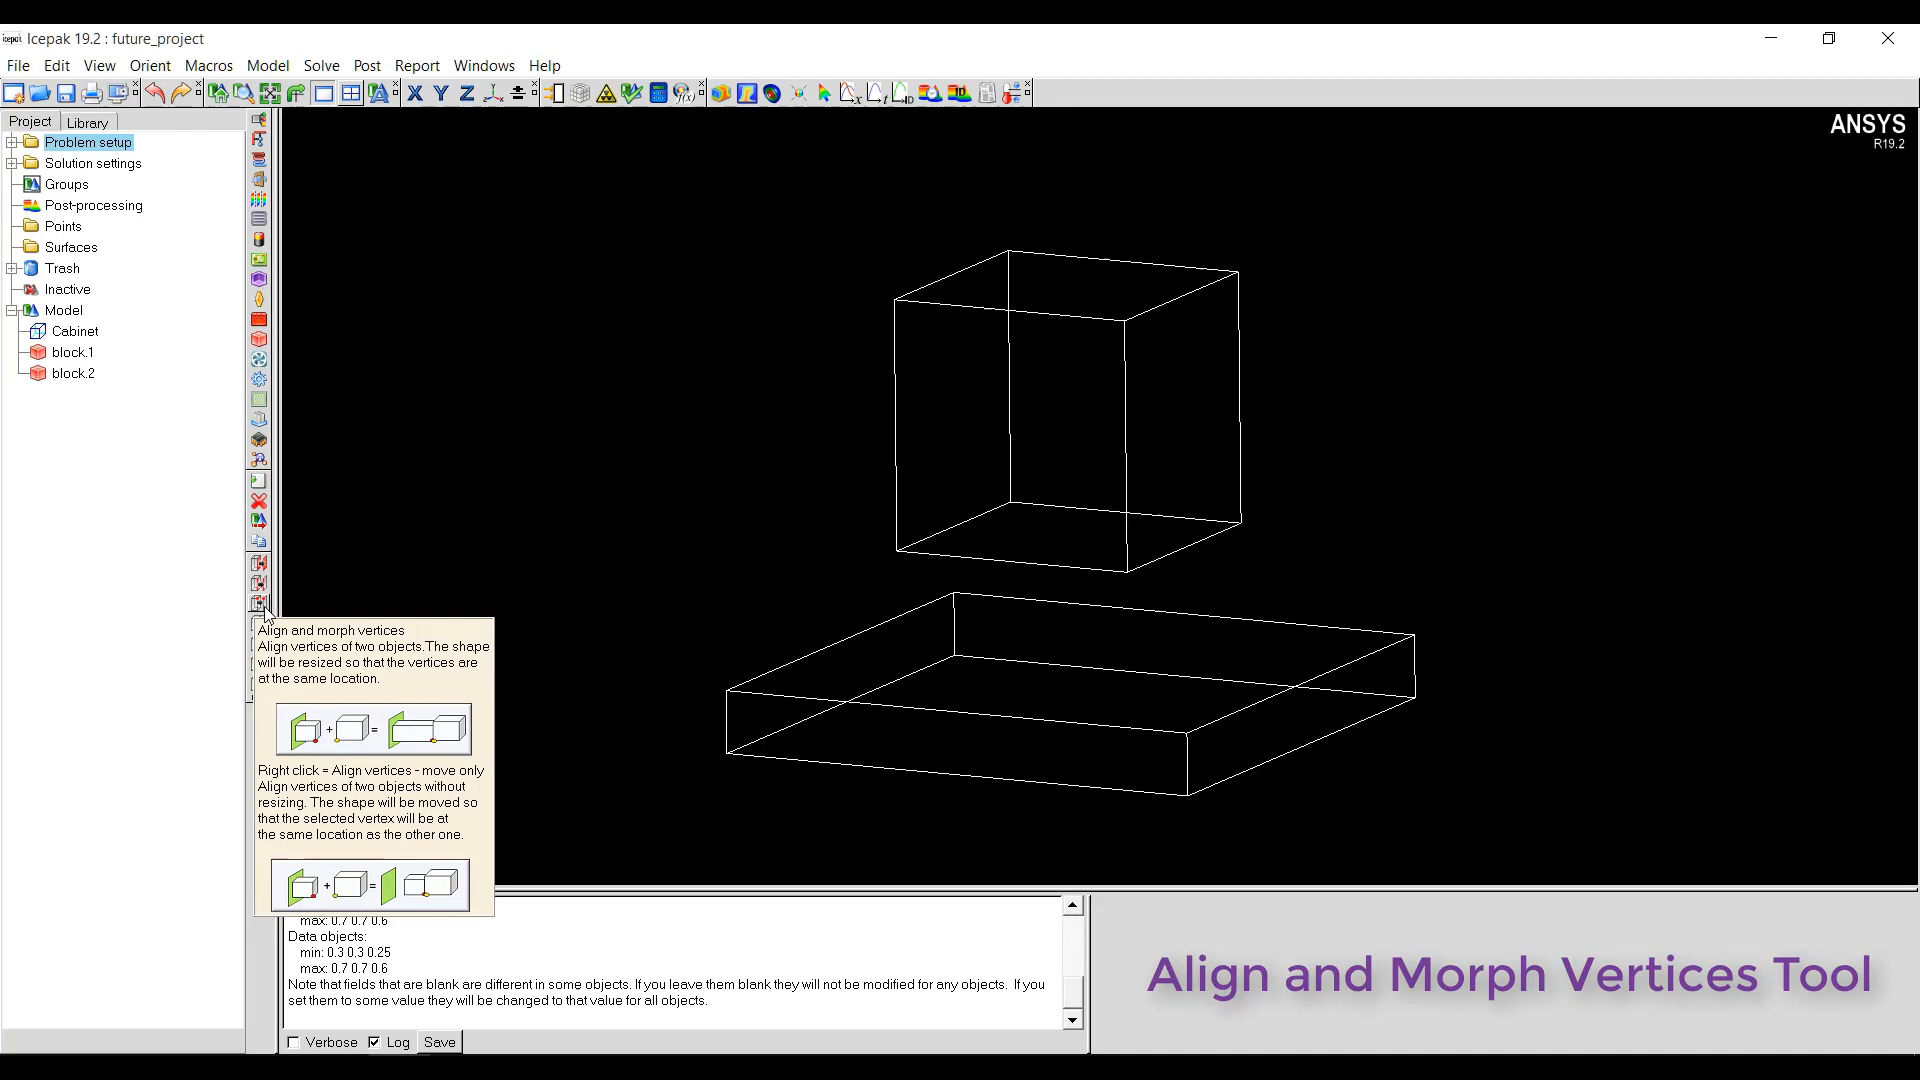 icepak Icepak 19.2 : future_project
File Edit View Orient Macros Model Solve Post Report Windows Help
X Y Z
Project Library
Problem setup
Solution settings
Groups
Post-processing
Points
Surfaces
Trash
Inactive
Model
Cabinet
block.1
block.2
ANSYS
R19.2
Align and morph vertices
Align vertices of two objects.The shape
will be resized so that the vertices are
at the same location.
+ =
Right click = Align vertices - move only
Align vertices of two objects without
resizing. The shape will be moved so
that the selected vertex will be at
the same location as the other one.
+ =
max: 0.7 0.7 0.6
Data objects:
min: 0.3 0.3 0.25
max: 0.7 0.7 0.6
Note that fields that are blank are different in some objects. If you leave them blank they will not be modified for any objects. If you
set them to some value they will be changed to that value for all objects.
Verbose Log Save
Align and Morph Vertices Tool